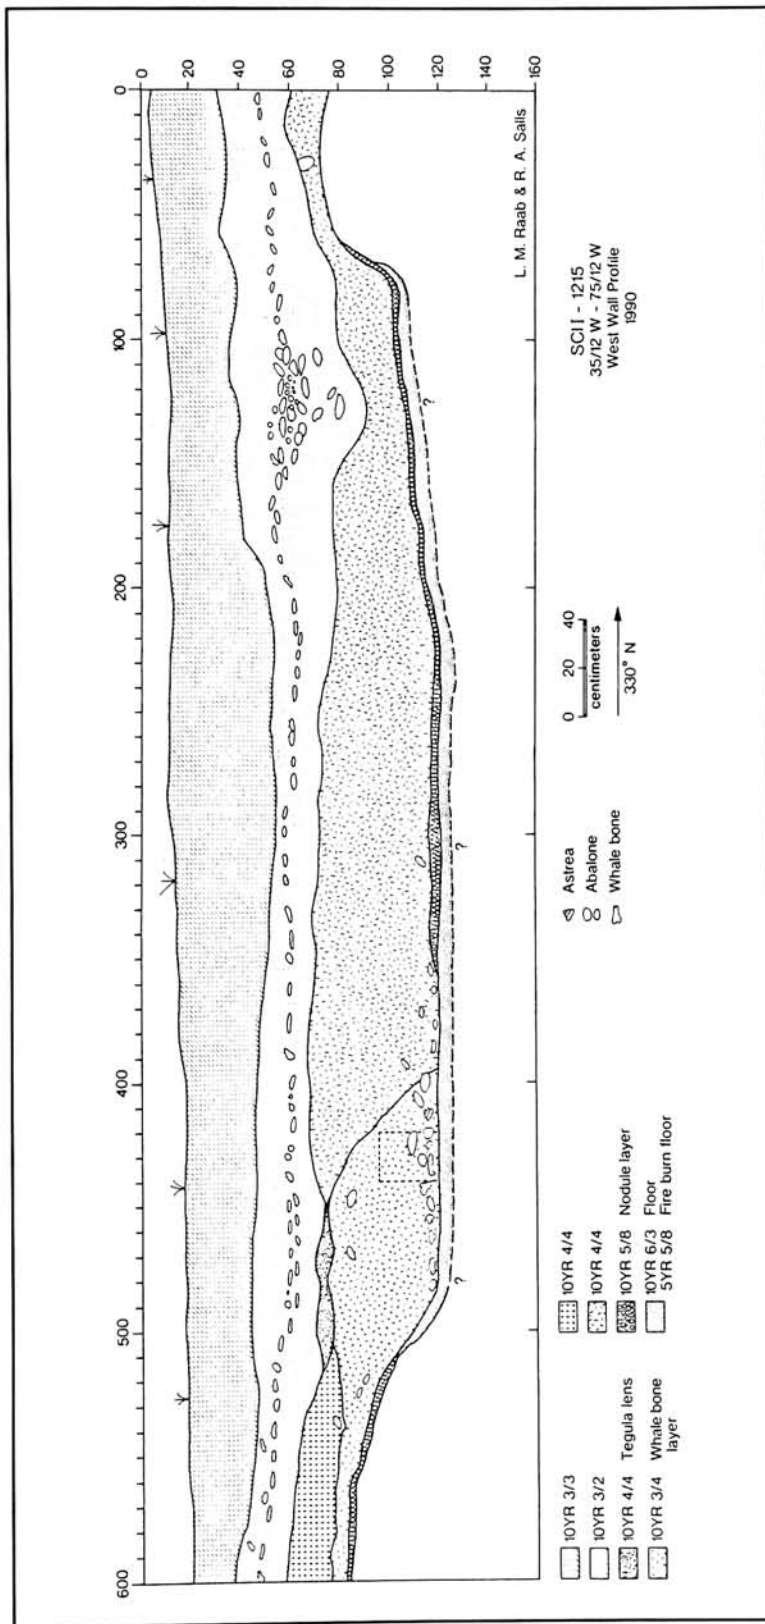 600
500
400
300
200
100
0
0
20
40
60
80
100
120
140
160
?
?
?
L. M. Raab & R. A. Salls
10YR 3/3
10YR 3/2
10YR 4/4 Tegula lens
10YR 3/4 Whale bone
layer
10YR 4/4
10YR 4/4
10YR 5/8 Nodule layer
10YR 6/3 Floor
5YR 5/8 Fire burn floor
Astrea
Abalone
Whale bone
0 20 40
centimeters
330° N
SCII - 1215
35/12 W - 75/12 W
West Wall Profile
1990